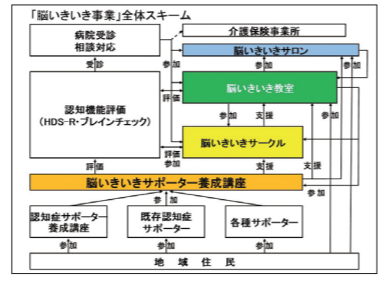 「脳いきいき事業」全体スキーム
病院受診
相談対応
介護保険事業所
脳いきいきサロン
受診
参加
参加
認知機能評価
(HDS-R・ブレインチェック)
評価
脳いきいき教室
参加
支援
参加
脳いきいきサークル
評価
参加
評価
支援
支援
脳いきいきサポーター養成講座
参加
参加
認知症サポーター
養成講座
既存認知症
サポーター
各種サポーター
参加
参加
参加
地域住民